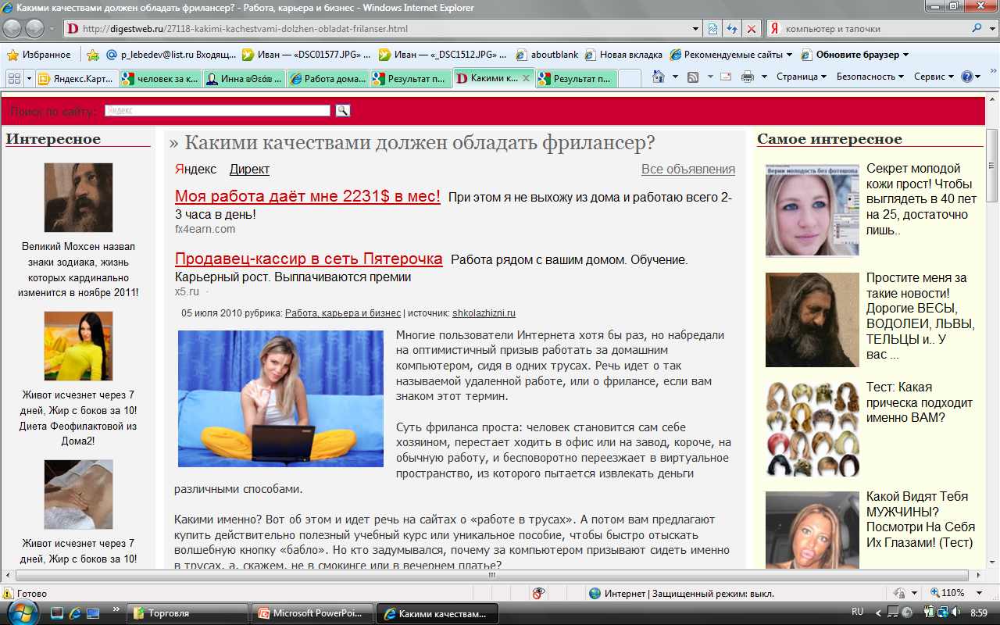 Какими качествами должен обладать фрилансер? - Работа, карьера и бизнес - Windows Internet Explorer
http://digestweb.ru/27118-kakimi-kachestvami-dolzhen-obladat-frilanser.html
компьютер и тапочки
Избранное
p_lebedev@list.ru Входящ...
Иван — «DSC01577.JPG» ...
Иван — «_DSC1512.JPG» ...
aboutblank
Новая вкладка
Рекомендуемые сайты
Обновите браузер
Яндекс.Карт...
человек за к...
Инна
Работа дома...
Результат п...
Какими к...
Результат п...
Страница
Безопасность
Сервис
Поиск по сайту:
Яндекс
Интересное
Великий Мохсен назвал
знаки зодиака, жизнь
которых кардинально
изменится в ноябре 2011!
Живот исчезнет через 7
дней, Жир с боков за 10!
Диета Феофилактовой из
Дома2!
Живот исчезнет через 7
дней, Жир с боков за 10!
» Какими качествами должен обладать фрилансер?
Яндекс Директ
Все объявления
Моя работа даёт мне 2231$ в мес! При этом я не выхожу из дома и работаю всего 2-
3 часа в день!
fx4earn.com
Продавец-кассир в сеть Пятерочка Работа рядом с вашим домом. Обучение.
Карьерный рост. Выплачиваются премии
x5.ru ·
05 июля 2010 рубрика: Работа, карьера и бизнес | источник: shkolazhizni.ru
Многие пользователи Интернета хотя бы раз, но набредали
на оптимистичный призыв работать за домашним
компьютером, сидя в одних трусах. Речь идет о так
называемой удаленной работе, или о фрилансе, если вам
знаком этот термин.
Суть фриланса проста: человек становится сам себе
хозяином, перестает ходить в офис или на завод, короче, на
обычную работу, и бесповоротно переезжает в виртуальное
пространство, из которого пытается извлекать деньги
различными способами.
Какими именно? Вот об этом и идет речь на сайтах о «работе в трусах». А потом вам предлагают
купить действительно полезный учебный курс или уникальное пособие, чтобы быстро отыскать
волшебную кнопку «бабло». Но кто задумывался, почему за компьютером призывают сидеть именно
в трусах, а, скажем, не в смокинге или в вечернем платье?
Самое интересное
Верни молодость без фотошопа
Секрет молодой
кожи прост! Чтобы
выглядеть в 40 лет
на 25, достаточно
лишь..
Простите меня за
такие новости!
Дорогие ВЕСЫ,
ВОДОЛЕИ, ЛЬВЫ,
ТЕЛЬЦЫ и.. У
вас ...
Тест: Какая
прическа подходит
именно ВАМ?
Какой Видят Тебя
МУЖЧИНЫ?
Посмотри На Себя
Их Глазами! (Тест)
Готово
Интернет | Защищенный режим: выкл.
110%
Торговля
Microsoft PowerPoi...
Какими качествам...
RU
8:59